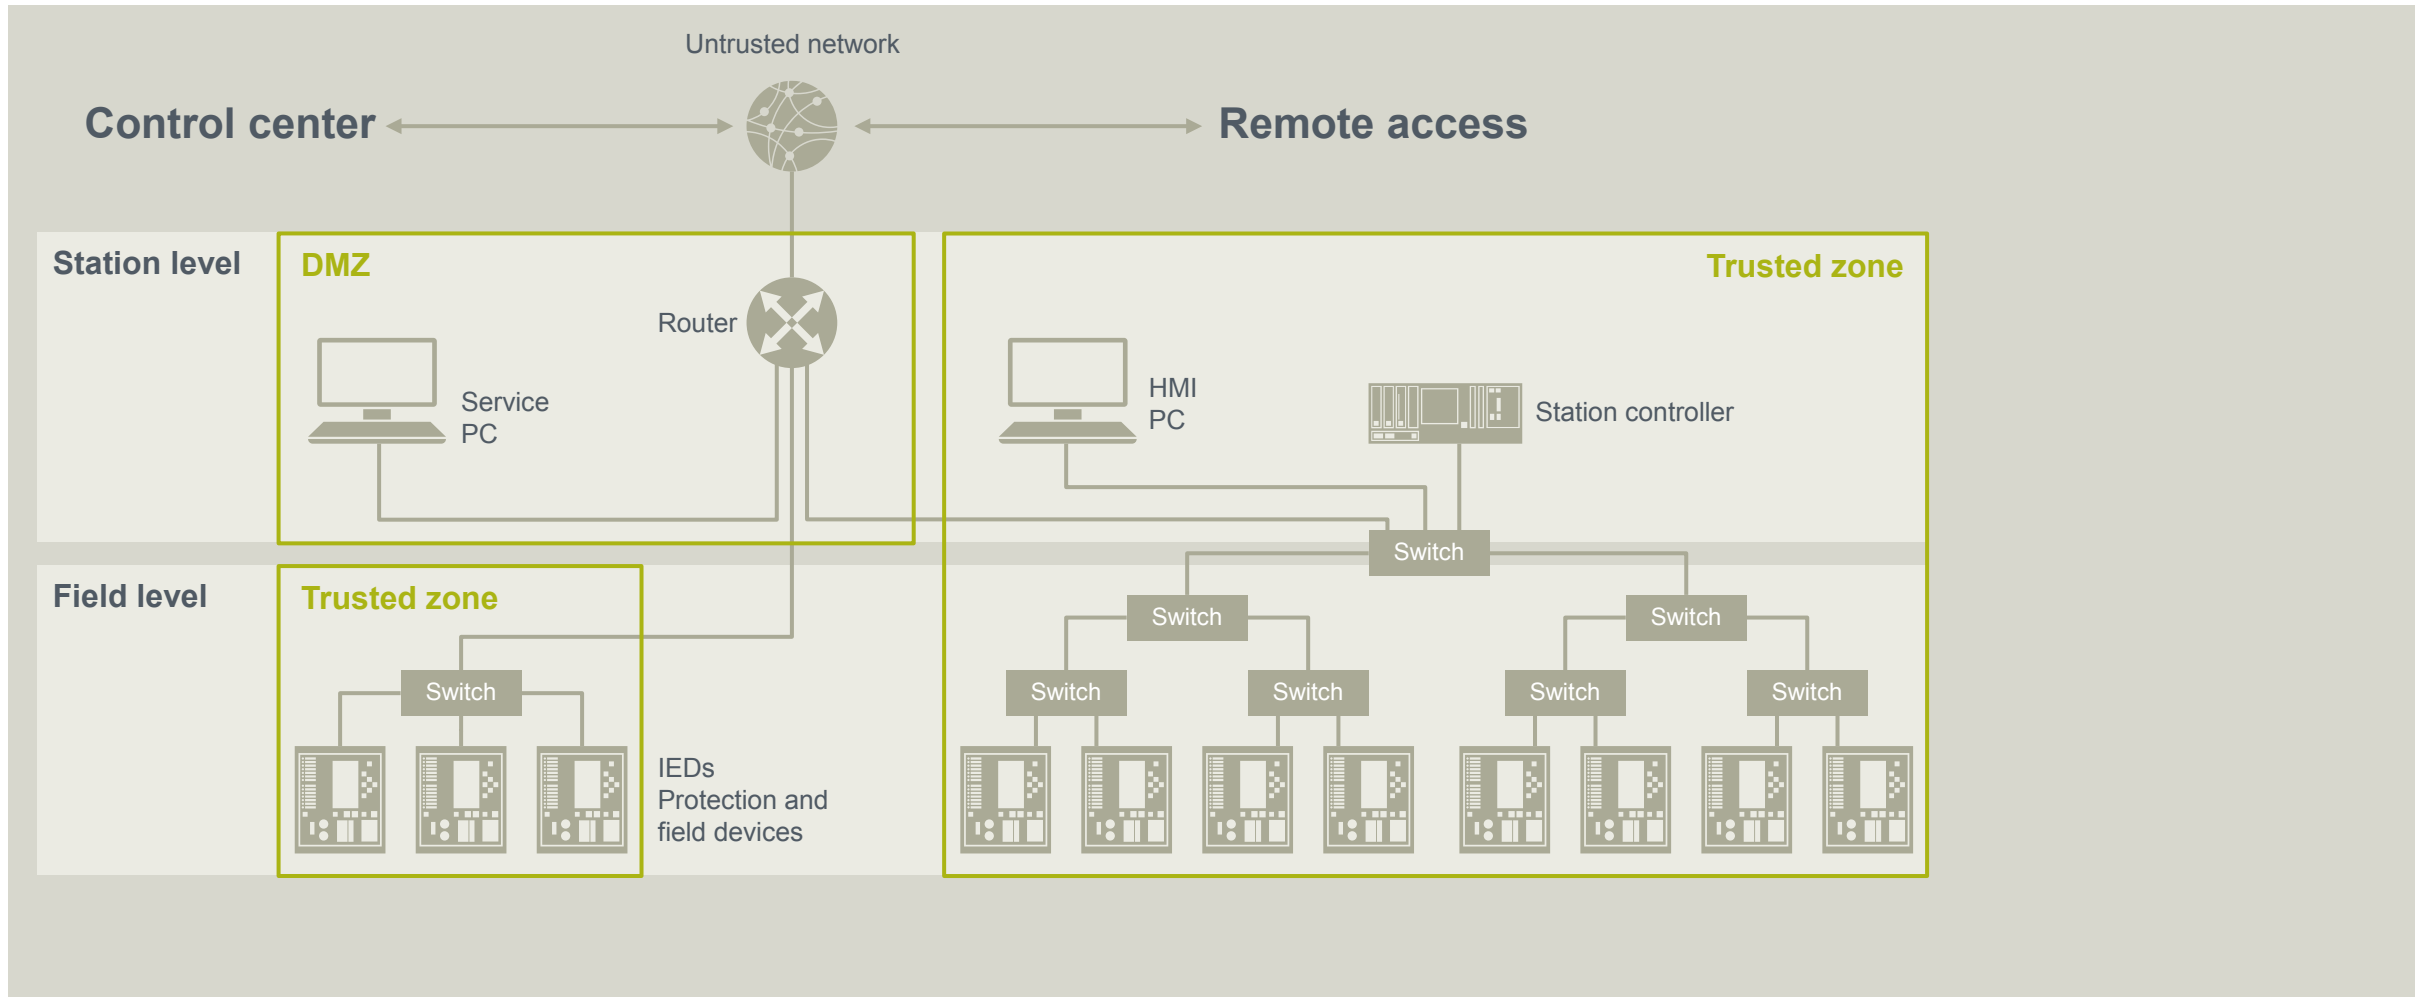 Untrusted network
Control center
Remote access
Station level
DMZ
Trusted zone
Router
Service
PC
HMI
PC
Station controller
Switch
Field level
Trusted zone
Switch
Switch
Switch
Switch
Switch
Switch
Switch
IEDs
Protection and
field devices